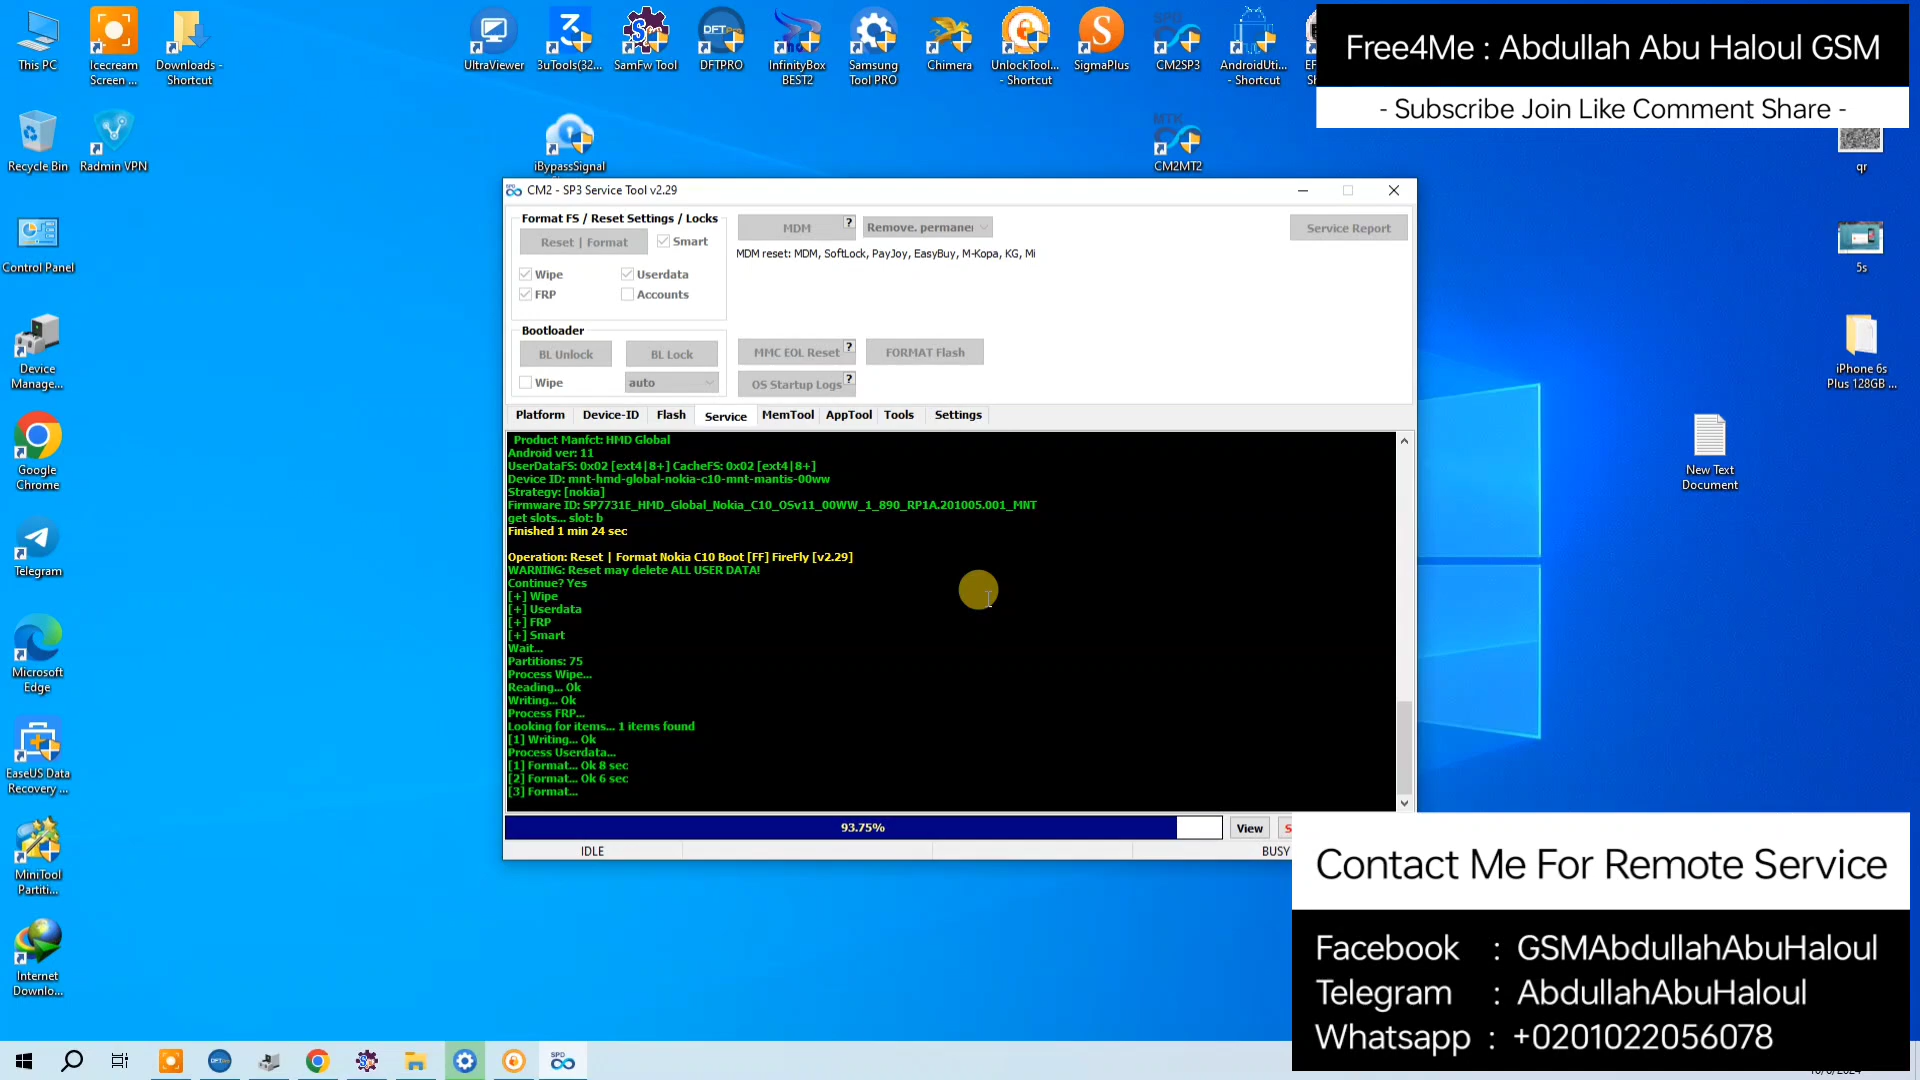 This PC
Icecream
Screen ...
Downloads -
Shortcut
UltraViewer
3uTools(32...
SamFw Tool
DFTPRO
InfinityBox
BEST2
Samsung
Tool PRO
Chimera
UnlockTool...
- Shortcut
SigmaPlus
CM2SP3
AndroidUti...
- Shortcut
Free4Me : Abdullah Abu Haloul GSM
- Subscribe Join Like Comment Share -
Recycle Bin
Radmin VPN
iBypassSignal
CM2MT2
qr
Control Panel
5s
Device
Manage...
iPhone 6s
Plus 128GB ...
Google
Chrome
New Text
Document
Telegram
Microsoft
Edge
EaseUS Data
Recovery ...
MiniTool
Partiti...
Internet
Downlo...
CM2 - SP3 Service Tool v2.29
Format FS / Reset Settings / Locks
Reset | Format
Smart
Wipe
Userdata
FRP
Accounts
MDM
?
Remove. permane
Service Report
MDM reset: MDM, SoftLock, PayJoy, EasyBuy, M-Kopa, KG, Mi
Bootloader
BL Unlock
BL Lock
Wipe
auto
MMC EOL Reset
?
FORMAT Flash
OS Startup Logs
?
Platform Device-ID Flash Service MemTool AppTool Tools Settings
Product Manfct: HMD Global
Android ver: 11
UserDataFS: 0x02 [ext4|8+] CacheFS: 0x02 [ext4|8+]
Device ID: mnt-hmd-global-nokia-c10-mnt-mantis-00ww
Strategy: [nokia]
Firmware ID: SP7731E_HMD_Global_Nokia_C10_OSv11_00WW_1_890_RP1A.201005.001_MNT
get slots... slot: b
Finished 1 min 24 sec
Operation: Reset | Format Nokia C10 Boot [FF] FireFly [v2.29]
WARNING: Reset may delete ALL USER DATA!
Continue? Yes
[+] Wipe
[+] Userdata
[+] FRP
[+] Smart
Wait...
Partitions: 75
Process Wipe...
Reading... Ok
Writing... Ok
Process FRP...
Looking for items... 1 items found
[1] Writing... Ok
Process Userdata...
[1] Format... Ok 8 sec
[2] Format... Ok 6 sec
[3] Format...
93.75%
View
IDLE
BUSY
Contact Me For Remote Service
Facebook : GSMAbdullahAbuHaloul
Telegram : AbdullahAbuHaloul
Whatsapp : +0201022056078